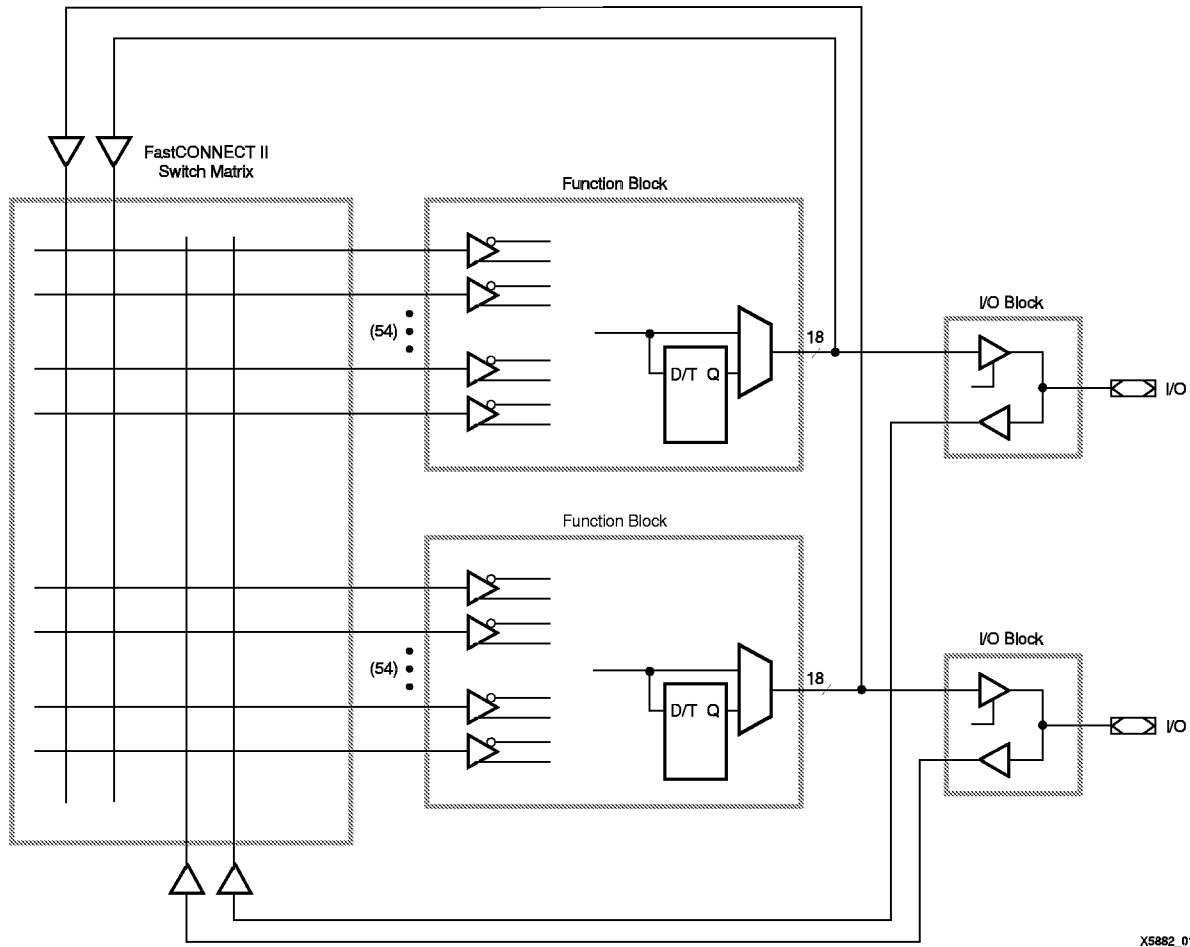 FastCONNECT II
Switch Matrix
Function Block
(54)
D/T Q
18
I/O Block
I/O
Function Block
(54)
D/T Q
18
I/O Block
I/O